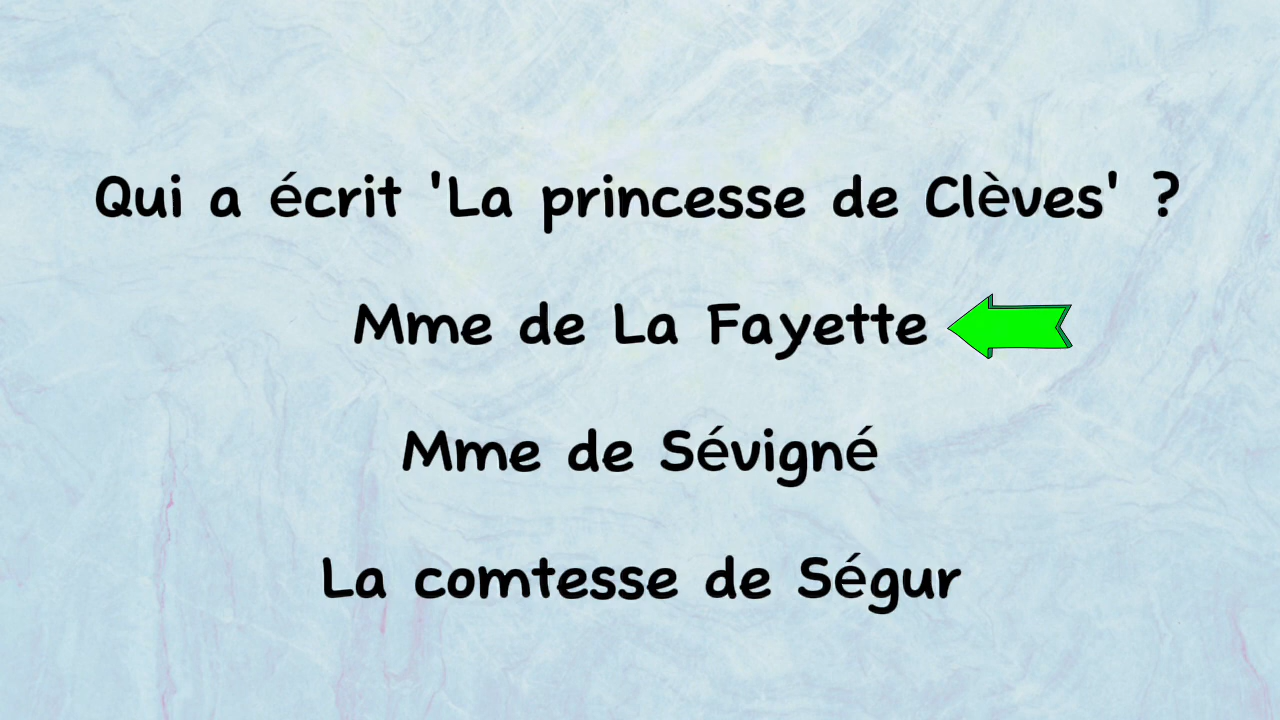 Qui a écrit 'La princesse de Clèves' ?
Mme de La Fayette
Mme de Sévigné
La comtesse de Ségur